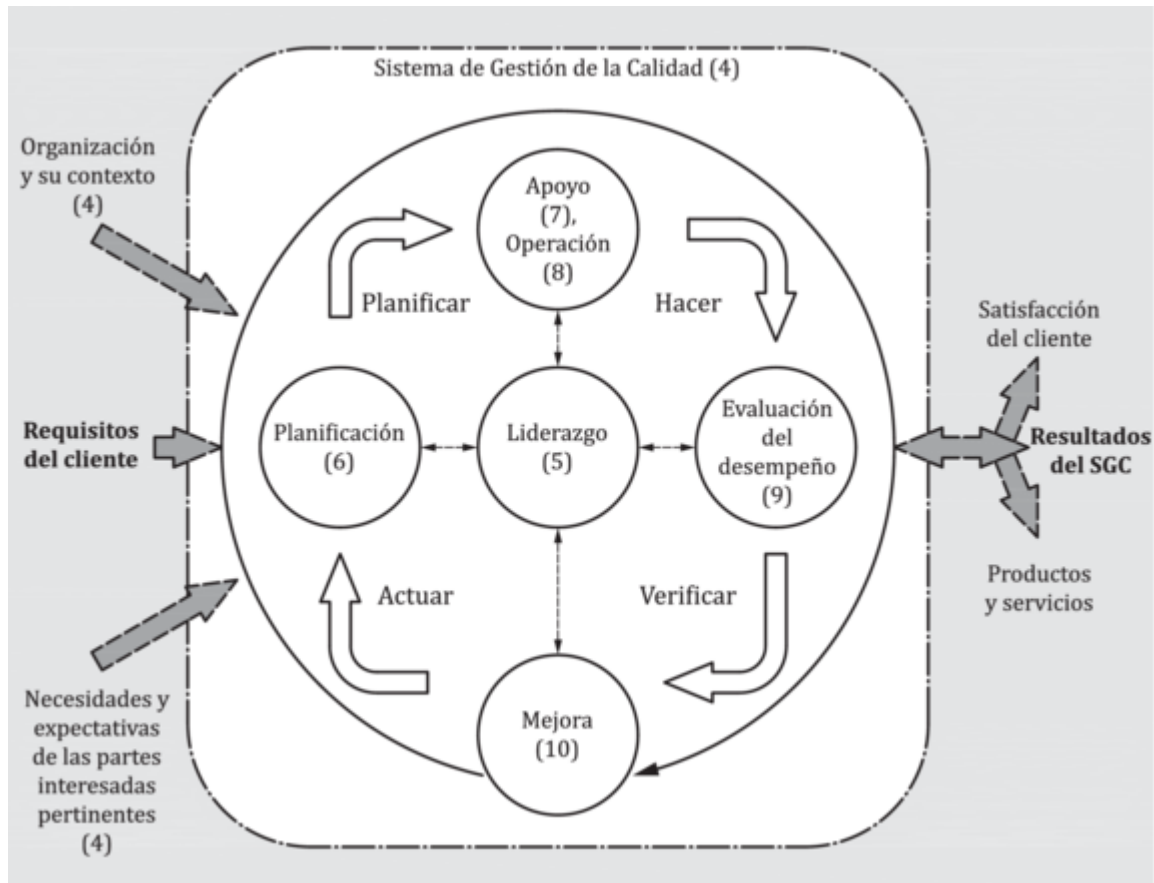 Sistema de Gestión de la Calidad (4)
Organización
y su contexto
(4)
Apoyo
(7),
Operación
(8)
Planificar
Hacer
Satisfacción
del cliente
Requisitos
del cliente
Planificación
(6)
Liderazgo
(5)
Evaluación
del
desempeño
(9)
Resultados
del SGC
Actuar
Verificar
Productos
y servicios
Necesidades y
expectativas
de las partes
interesadas
pertinentes
(4)
Mejora
(10)